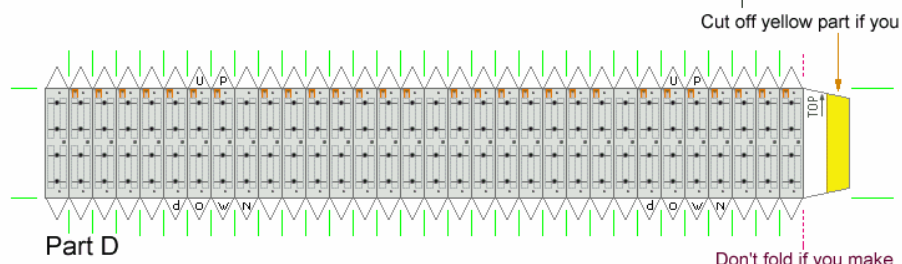 Cut off yellow part if you
U P U P
TOP
d O W N d O W N
Part D
Don't fold if you make